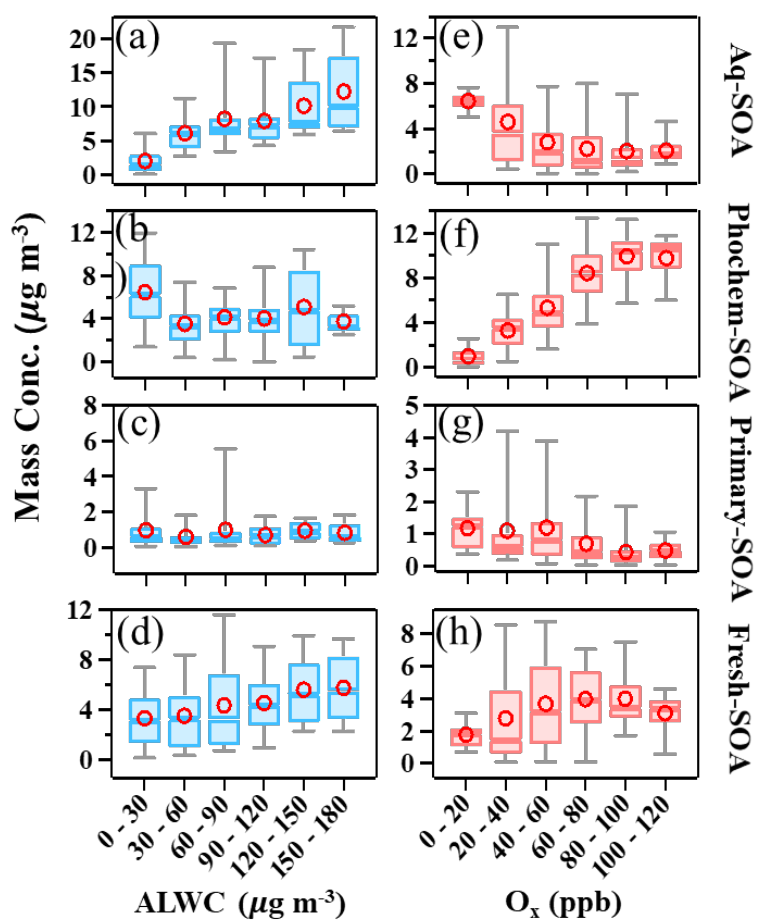 (a)
20
15
10
5
0
(e)
12
8
4
0
Aq-SOA
(b
)
12
8
4
0
(f)
12
8
4
0
Phochem-SOA
(c)
8
6
4
2
0
(g)
5
4
3
2
1
0
Primary-SOA
(d)
12
8
4
0
(h)
8
6
4
2
0
Fresh-SOA
Mass Conc. (μg m-3)
0 - 30
30 - 60
60 - 90
90 - 120
120 - 150
150 - 180
ALWC (μg m-3)
0 - 20
20 - 40
40 - 60
60 - 80
80 - 100
100 - 120
Ox (ppb)